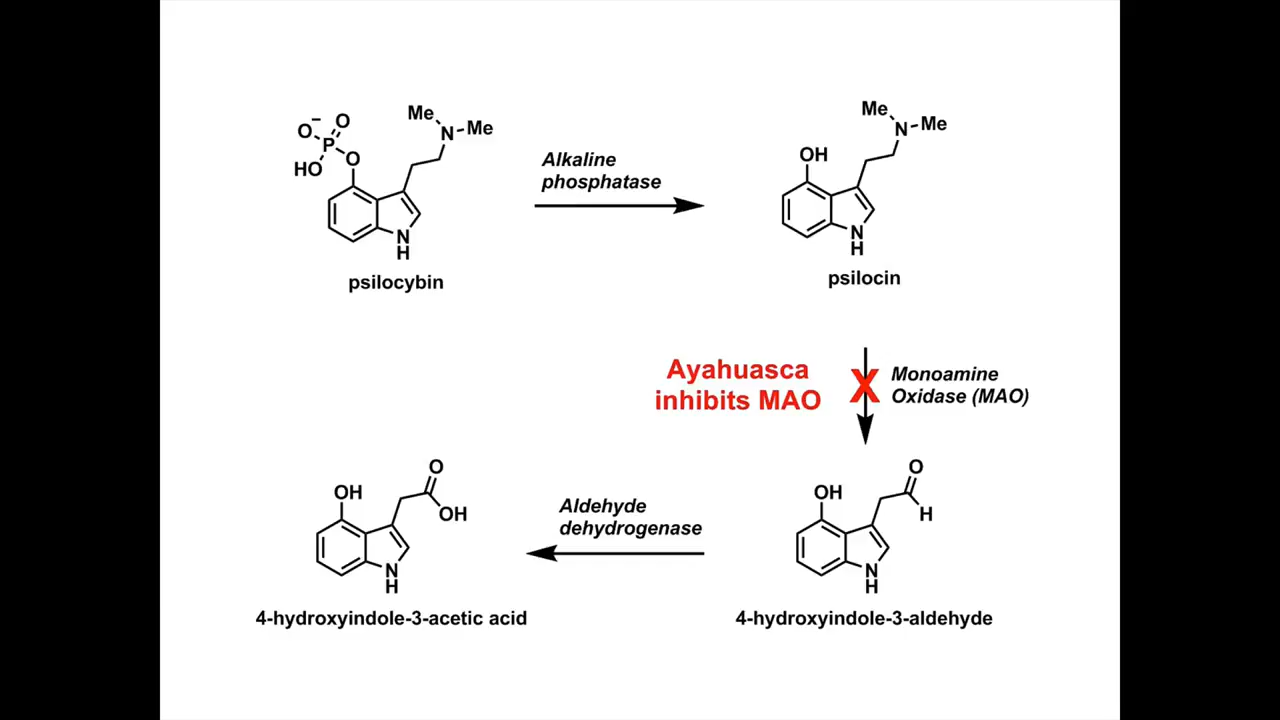 Me
N
Me
O⁻
O
P
HO
O
N
H
psilocybin
Alkaline
phosphatase
Me
N
Me
OH
N
H
psilocin
Ayahuasca
inhibits MAO
X
Monoamine
Oxidase (MAO)
O
OH
OH
N
H
4-hydroxyindole-3-acetic acid
Aldehyde
dehydrogenase
O
OH
H
N
H
4-hydroxyindole-3-aldehyde